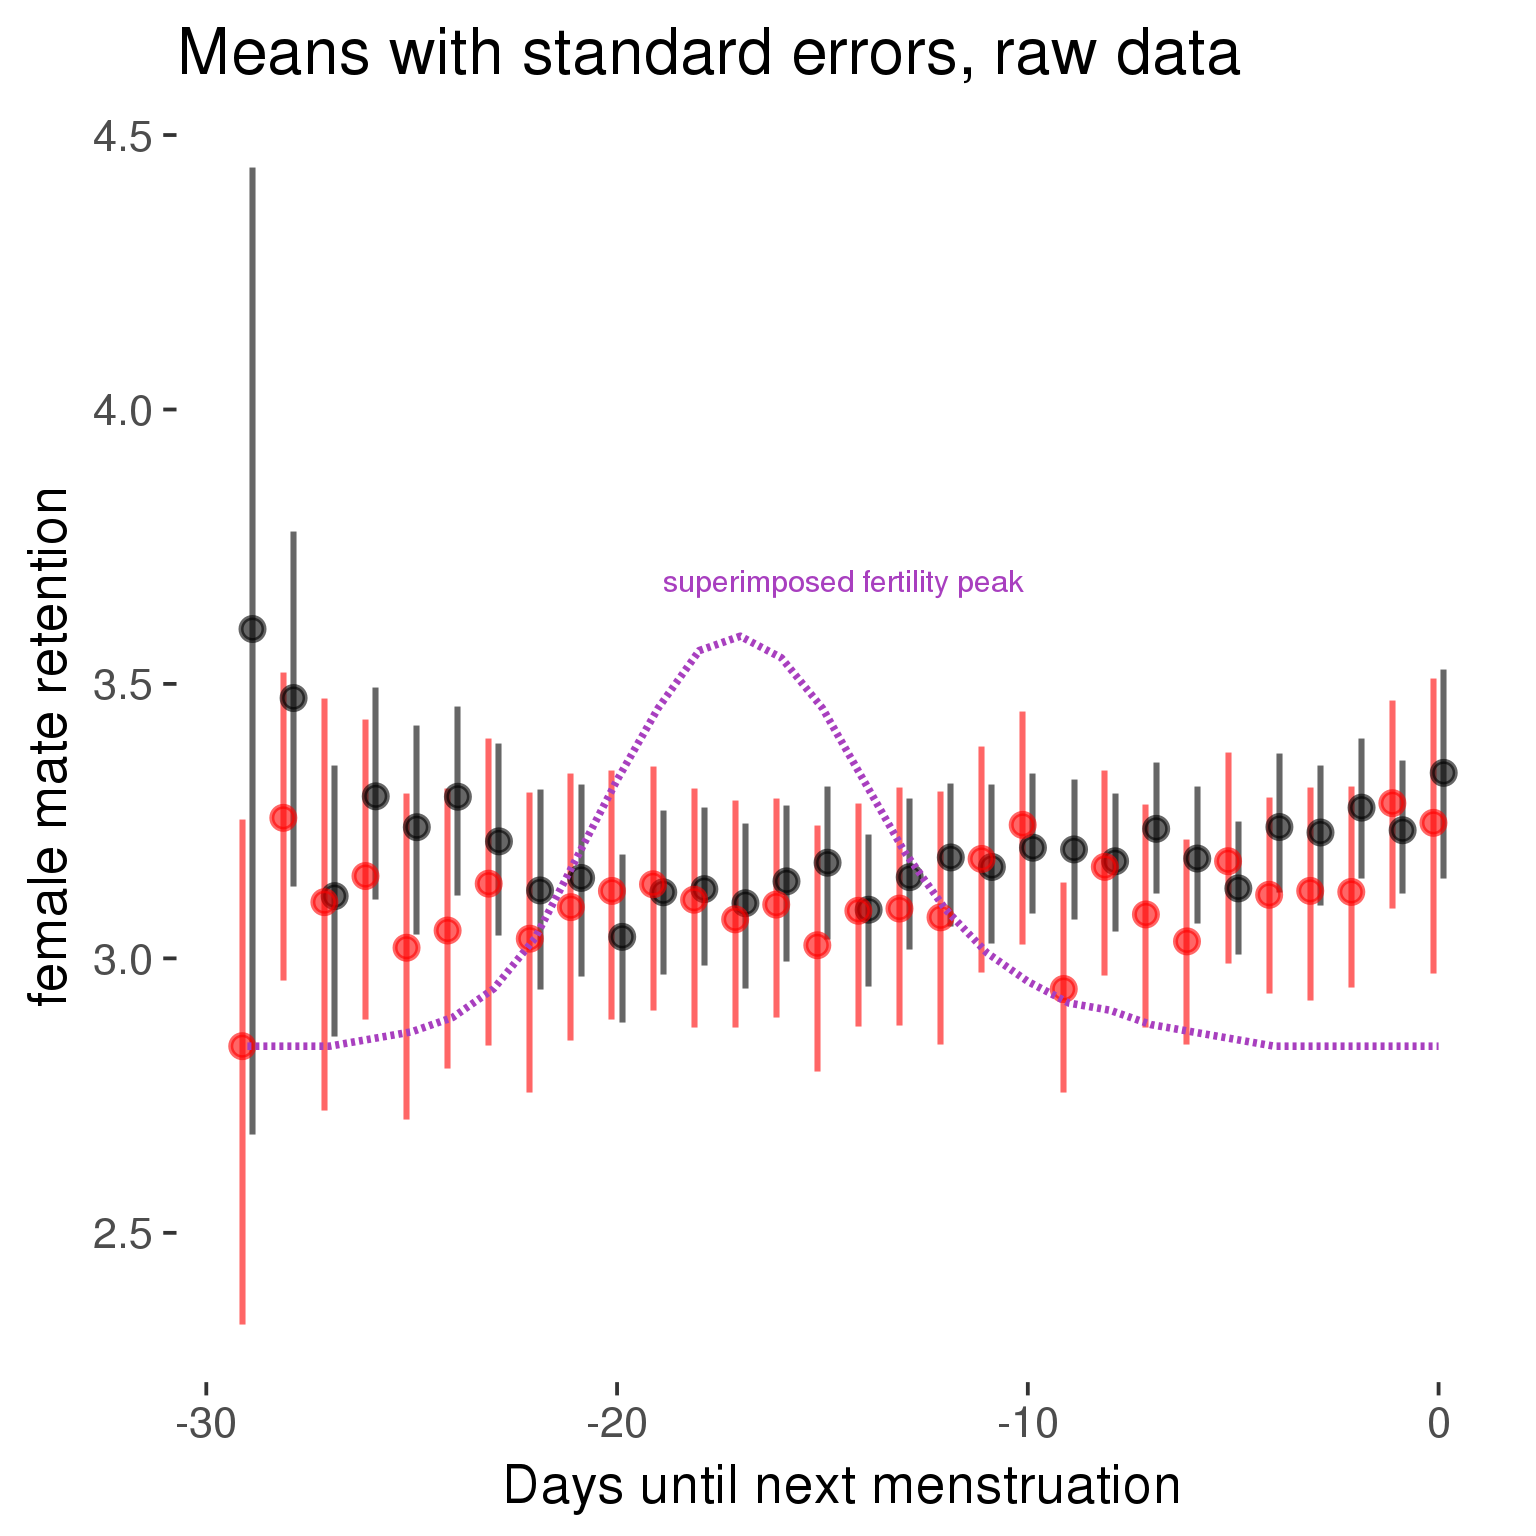 Means with standard errors, raw data
4.5
4.0
3.5
3.0
2.5
female mate retention
superimposed fertility peak
-30
-20
-10
0
Days until next menstruation